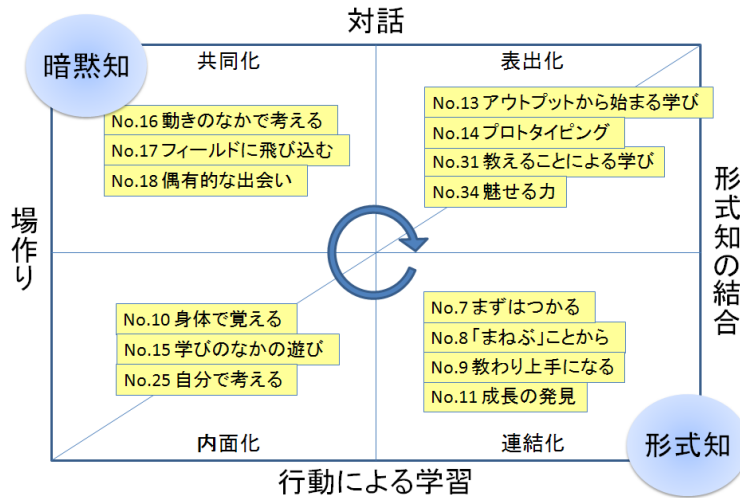 対話
暗黙知
共同化
表出化
No.16 動きのなかで考える
No.17 フィールドに飛び込む
No.18 偶有的な出会い
No.13 アウトプットから始まる学び
No.14 プロトタイピング
No.31 教えることによる学び
No.34 魅せる力
場作り
形式知の結合
No.10 身体で覚える
No.15 学びのなかの遊び
No.25 自分で考える
No.7 まずはつかる
No.8「まねぶ」ことから
No.9 教わり上手になる
No.11 成長の発見
内面化
連結化
形式知
行動による学習